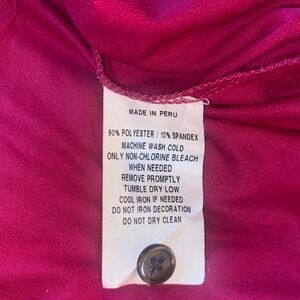 MADE IN PERU
90% POLYESTER / 10% SPANDEX
MACHINE WASH COLD
ONLY NON-CHLORINE BLEACH
WHEN NEEDED
REMOVE PROMPTLY
TUMBLE DRY LOW
COOL IRON IF NEEDED
DO NOT IRON DECORATION
DO NOT DRY CLEAN